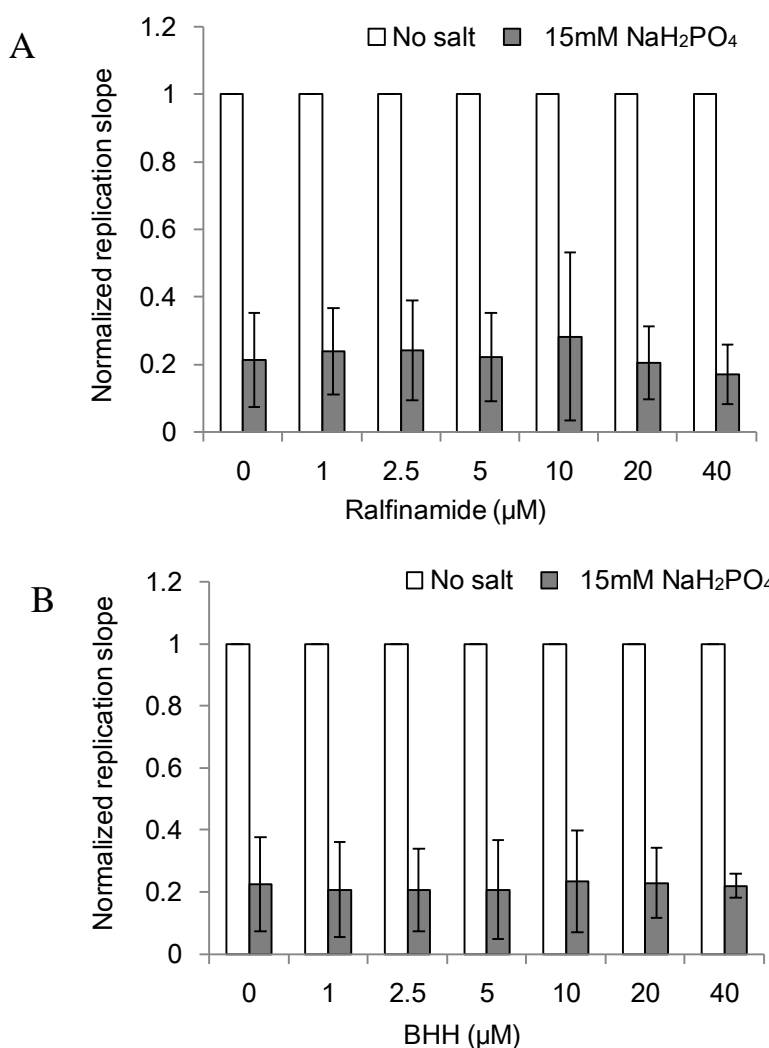 A
No salt 15mM NaH₂PO₄
Normalized replication slope
1.2
1
0.8
0.6
0.4
0.2
0
0 1 2.5 5 10 20 40
Ralfinamide (µM)
B
No salt 15mM NaH₂PO₄
Normalized replication slope
1.2
1
0.8
0.6
0.4
0.2
0
0 1 2.5 5 10 20 40
BHH (µM)